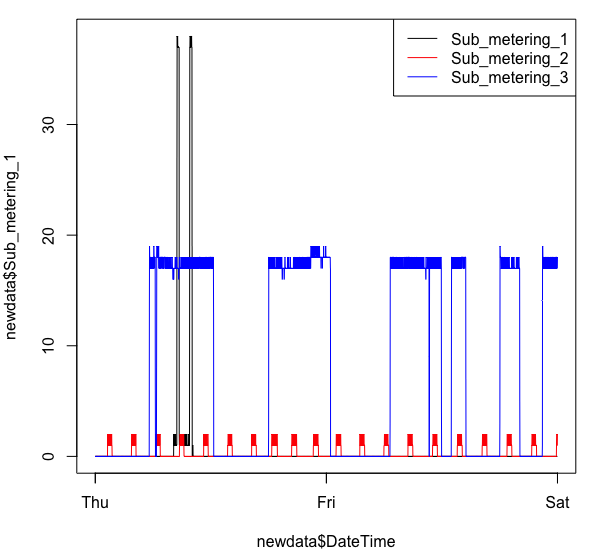 Sub_metering_1
Sub_metering_2
Sub_metering_3
newdata$Sub_metering_1
30
20
10
0
Thu Fri Sat
newdata$DateTime